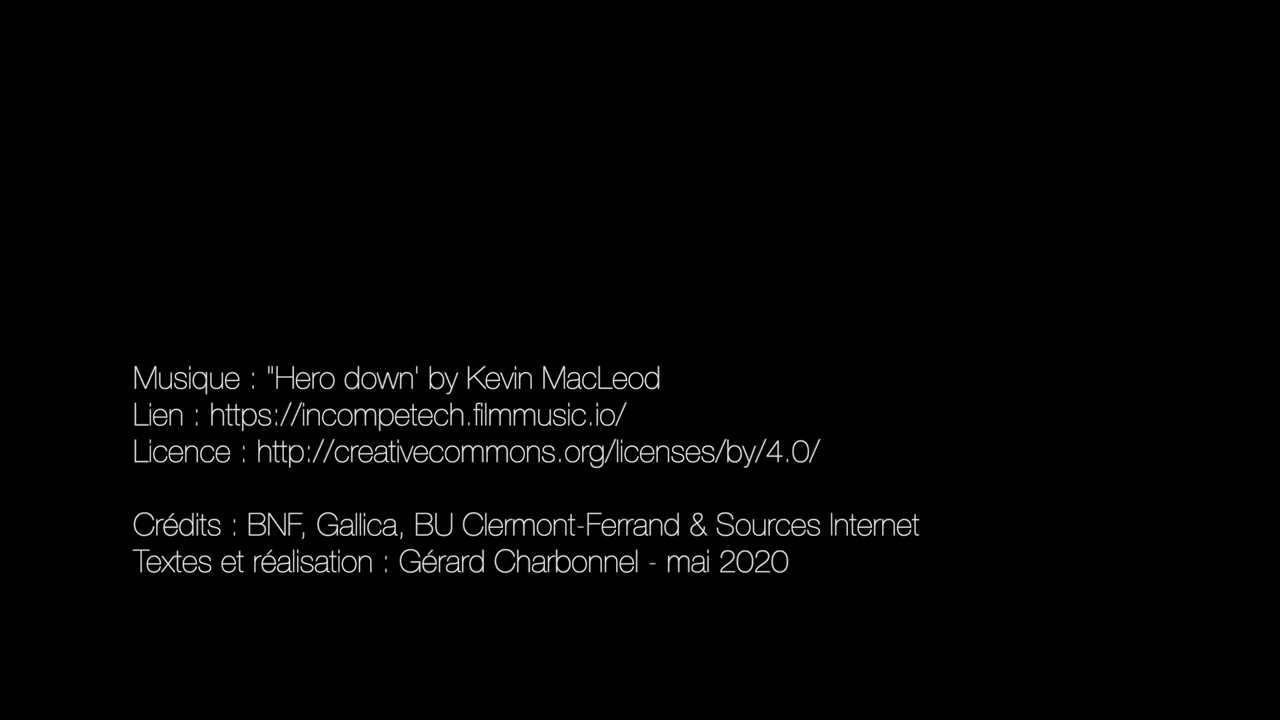 Musique : "Hero down' by Kevin MacLeod
Lien : https://incompetech.filmmusic.io/
Licence : http://creativecommons.org/licenses/by/4.0/
Crédits : BNF, Gallica, BU Clermont-Ferrand & Sources Internet
Textes et réalisation : Gérard Charbonnel - mai 2020